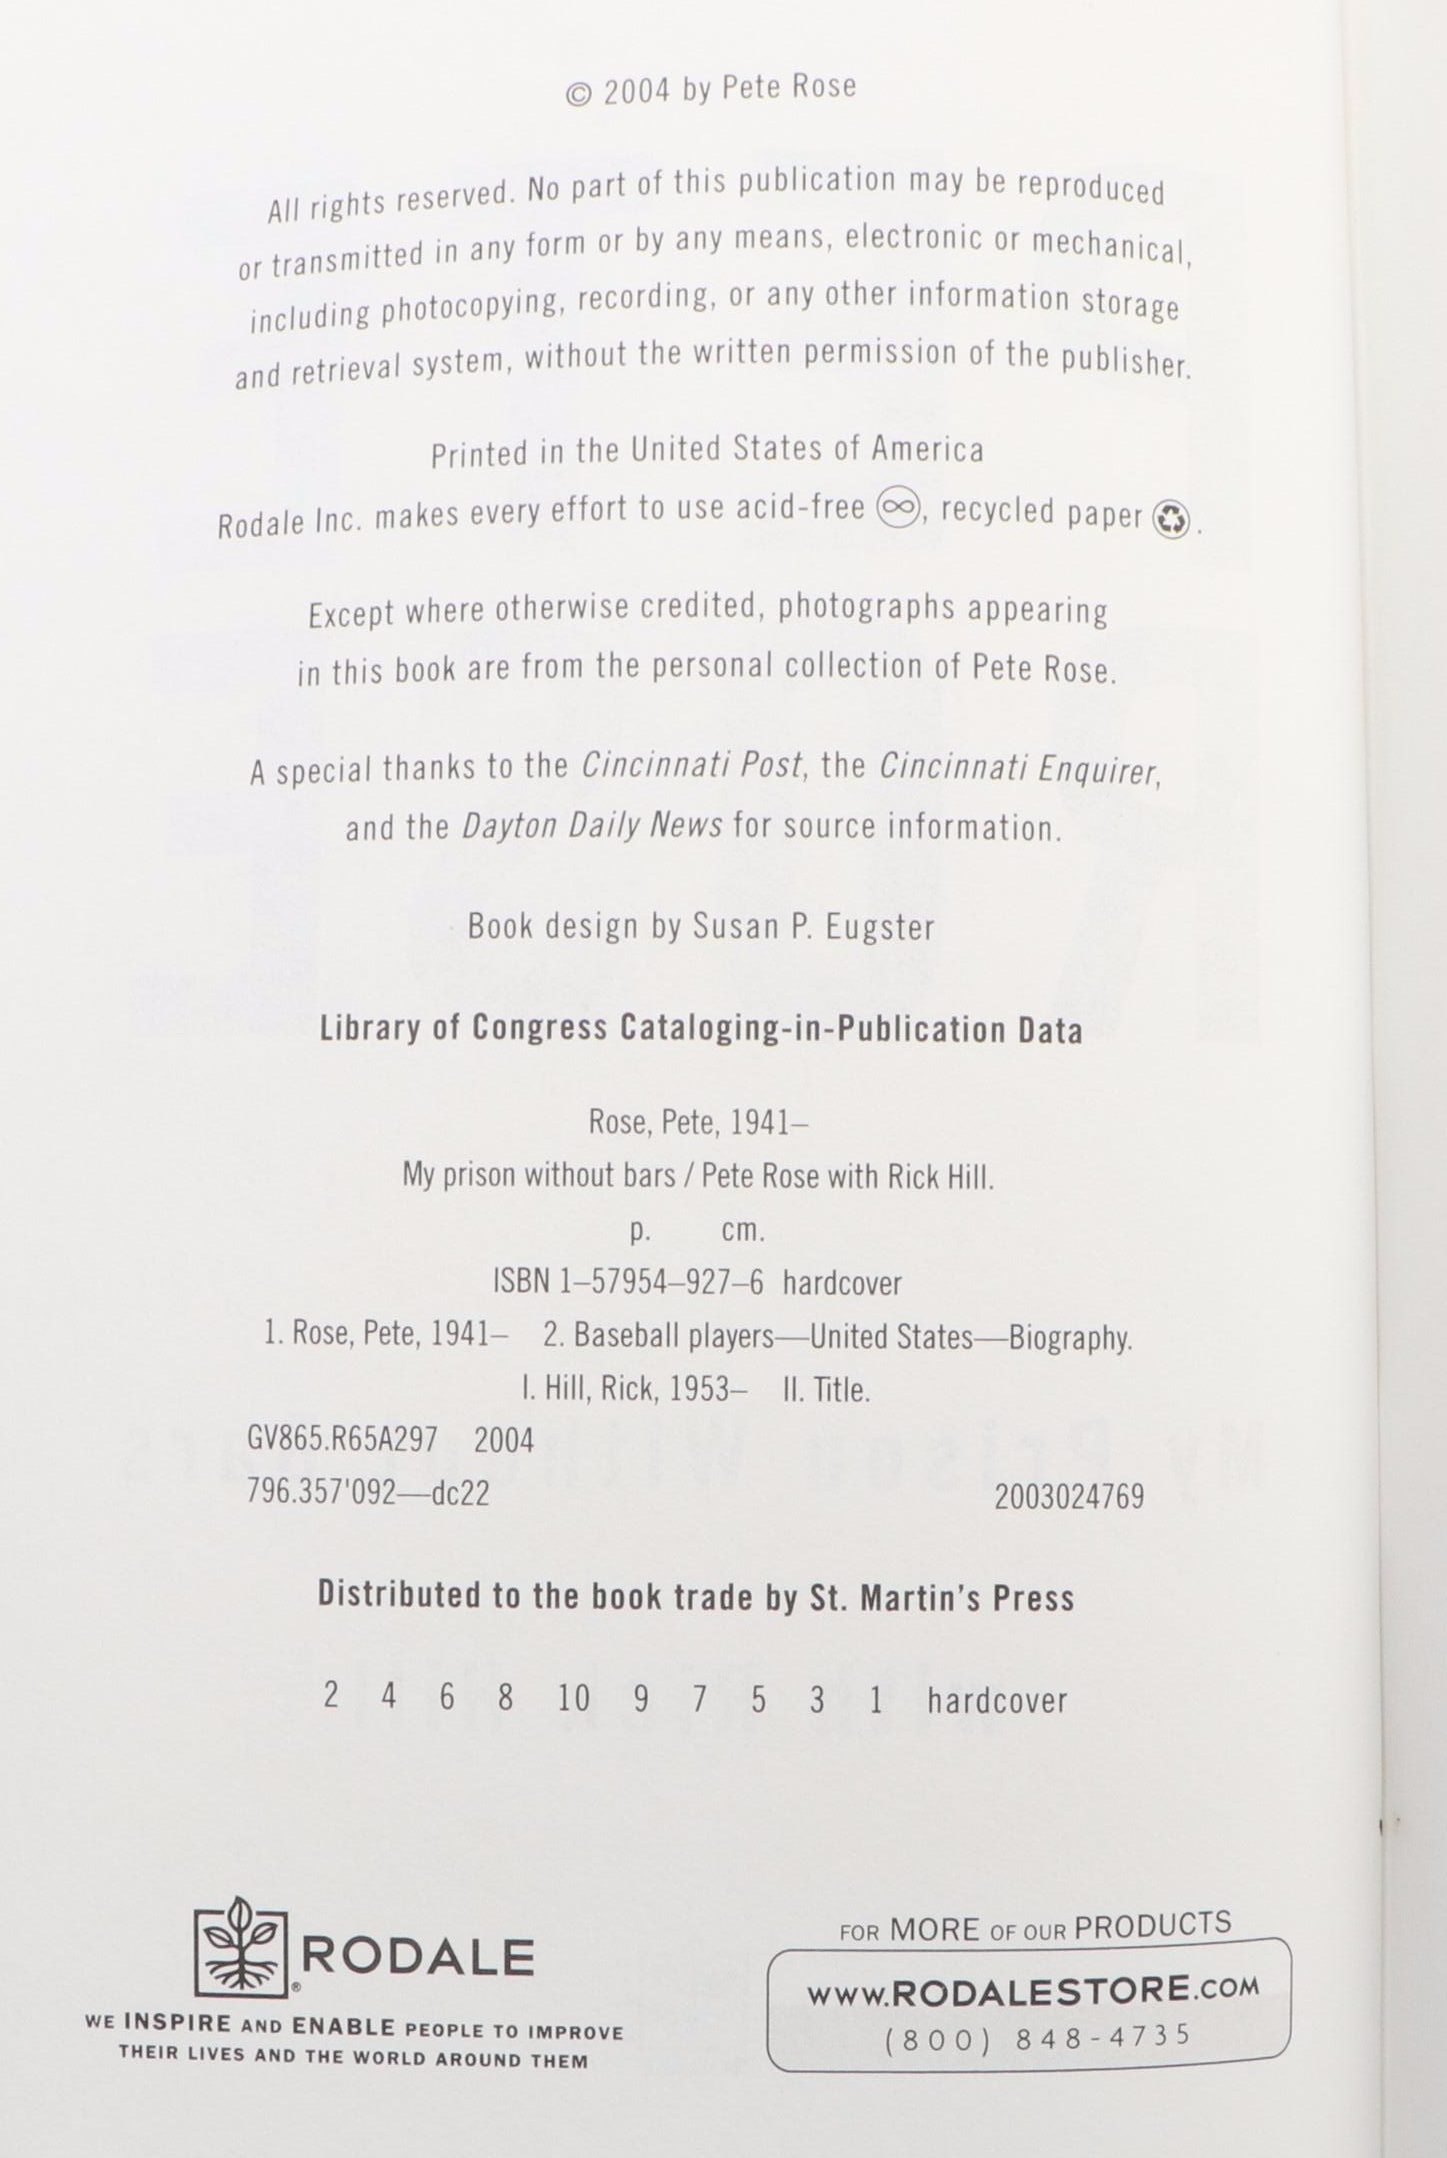 © 2004 by Pete Rose
All rights reserved. No part of this publication may be reproduced
or transmitted in any form or by any means, electronic or mechanical,
including photocopying, recording, or any other information storage
and retrieval system, without the written permission of the publisher.
Printed in the United States of America
Rodale Inc. makes every effort to use acid-free ♾, recycled paper ♻.
Except where otherwise credited, photographs appearing
in this book are from the personal collection of Pete Rose.
A special thanks to the Cincinnati Post, the Cincinnati Enquirer,
and the Dayton Daily News for source information.
Book design by Susan P. Eugster
Library of Congress Cataloging-in-Publication Data
Rose, Pete, 1941–
My prison without bars / Pete Rose with Rick Hill.
p. cm.
ISBN 1–57954–927–6 hardcover
1. Rose, Pete, 1941– 2. Baseball players—United States—Biography.
I. Hill, Rick, 1953– II. Title.
GV865.R65A297 2004
796.357'092—dc22 2003024769
Distributed to the book trade by St. Martin's Press
2 4 6 8 10 9 7 5 3 1 hardcover
RODALE
®
WE INSPIRE AND ENABLE PEOPLE TO IMPROVE
THEIR LIVES AND THE WORLD AROUND THEM
FOR MORE OF OUR PRODUCTS
WWW.RODALESTORE.COM
(800) 848-4735